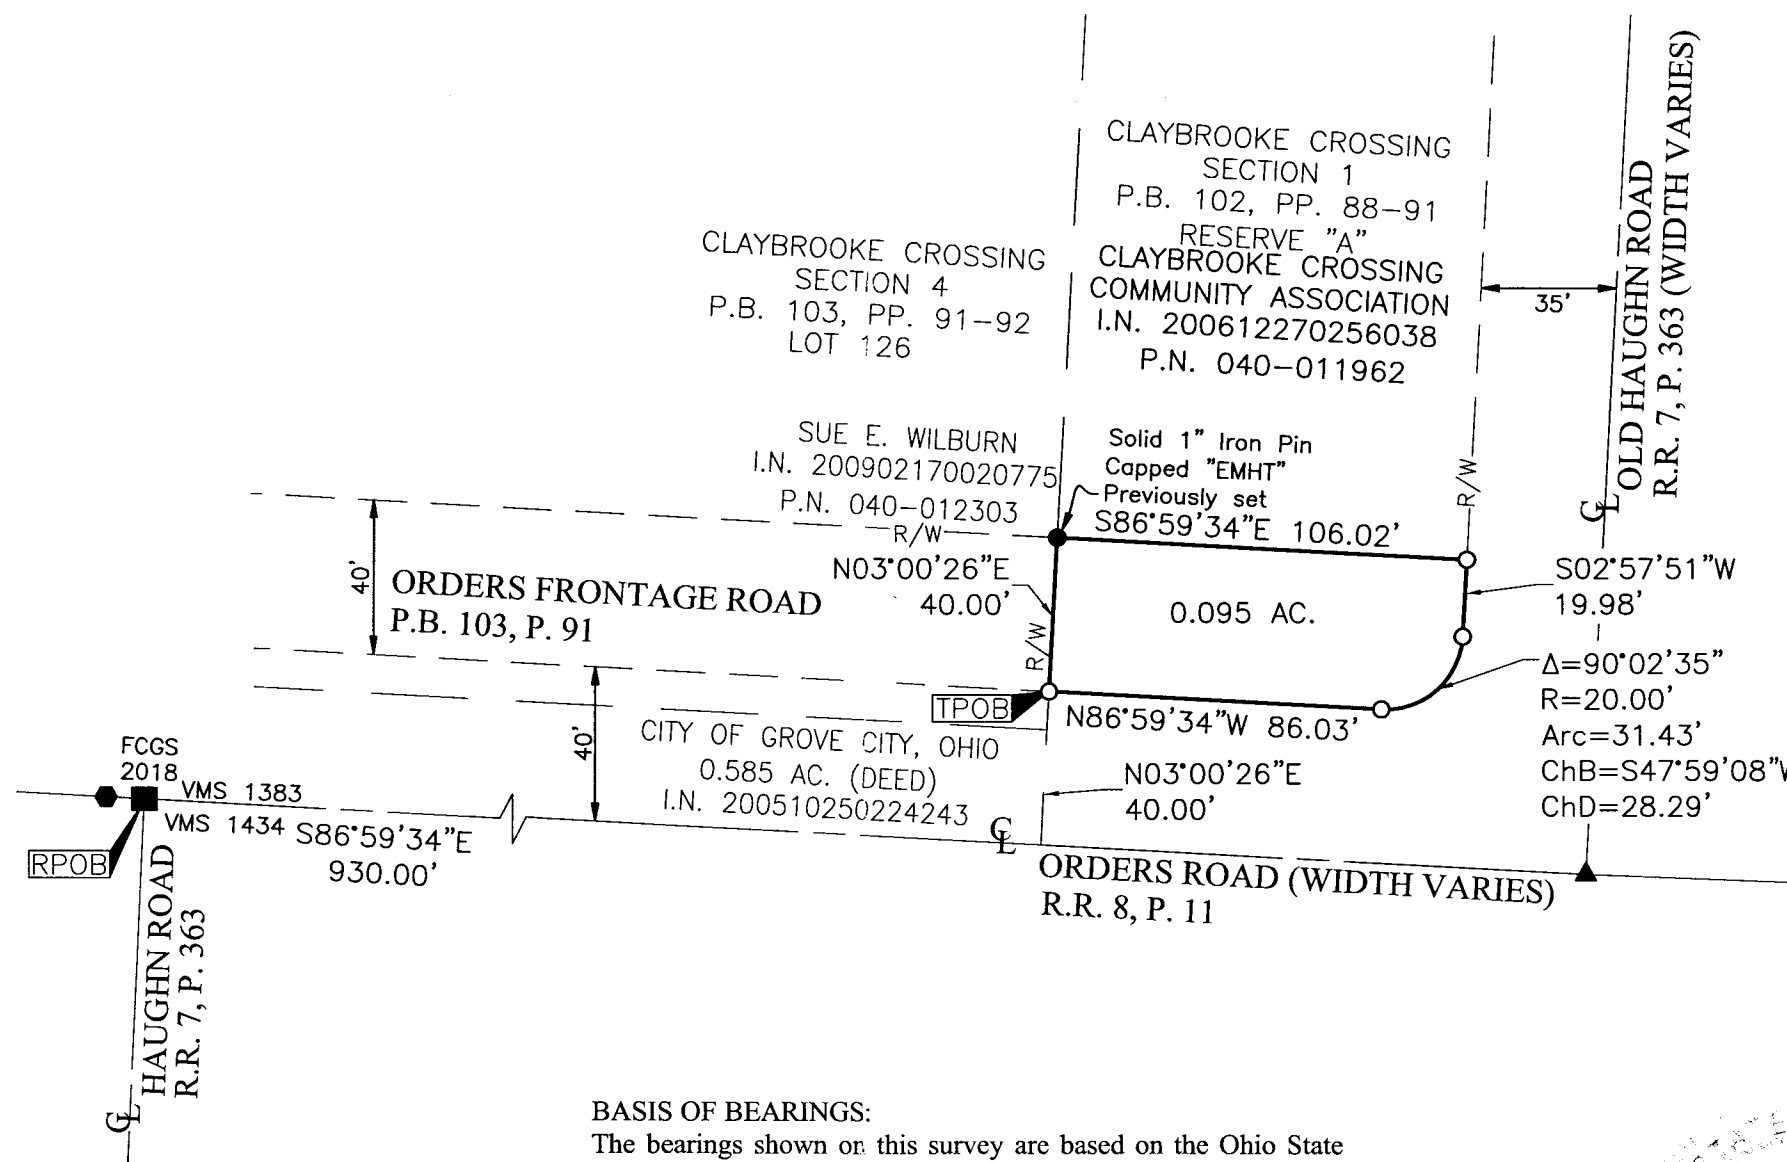 CLAYBROOKE CROSSING
SECTION 1
P.B. 102, PP. 88-91
RESERVE "A"
CLAYBROOKE CROSSING
COMMUNITY ASSOCIATION
I.N. 200612270256038
P.N. 040-011962
CLAYBROOKE CROSSING
SECTION 4
P.B. 103, PP. 91-92
LOT 126
35'
OLD HAUGHN ROAD
R.R. 7, P. 363 (WIDTH VARIES)
SUE E. WILBURN
I.N. 200902170020775
P.N. 040-012303
R/W
Solid 1" Iron Pin
Capped "EMHT"
Previously set
S86°59'34"E 106.02'
R/W
CL
N03°00'26"E
40.00'
R/W
0.095 AC.
S02°57'51"W
19.98'
40'
ORDERS FRONTAGE ROAD
P.B. 103, P. 91
Δ=90°02'35"
R=20.00'
Arc=31.43'
ChB=S47°59'08"W
ChD=28.29'
TPOB
N86°59'34"W 86.03'
40'
CITY OF GROVE CITY, OHIO
0.585 AC. (DEED)
I.N. 200510250224243
N03°00'26"E
40.00'
FCGS
2018
VMS 1383
VMS 1434
S86°59'34"E
930.00'
RPOB
CL
ORDERS ROAD (WIDTH VARIES)
R.R. 8, P. 11
HAUGHN ROAD
R.R. 7, P. 363
CL
BASIS OF BEARINGS:
The bearings shown on this survey are based on the Ohio State